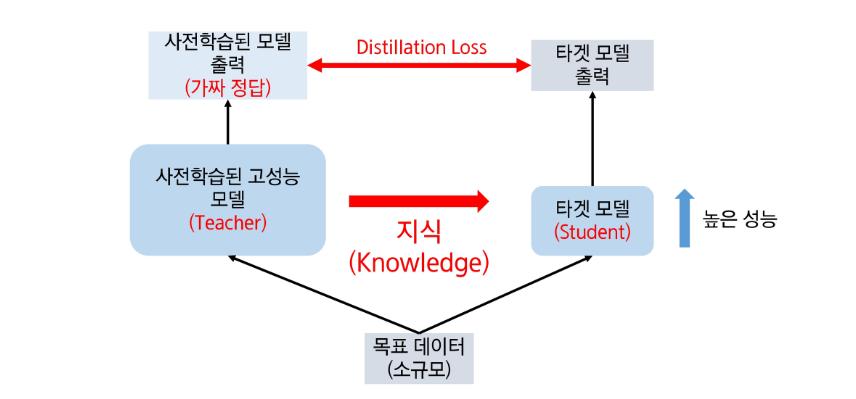 사전학습된 모델
출력
(가짜 정답)
Distillation Loss
타겟 모델
출력
사전학습된 고성능
모델
(Teacher)
지식
(Knowledge)
타겟 모델
(Student)
높은 성능
목표 데이터
(소규모)